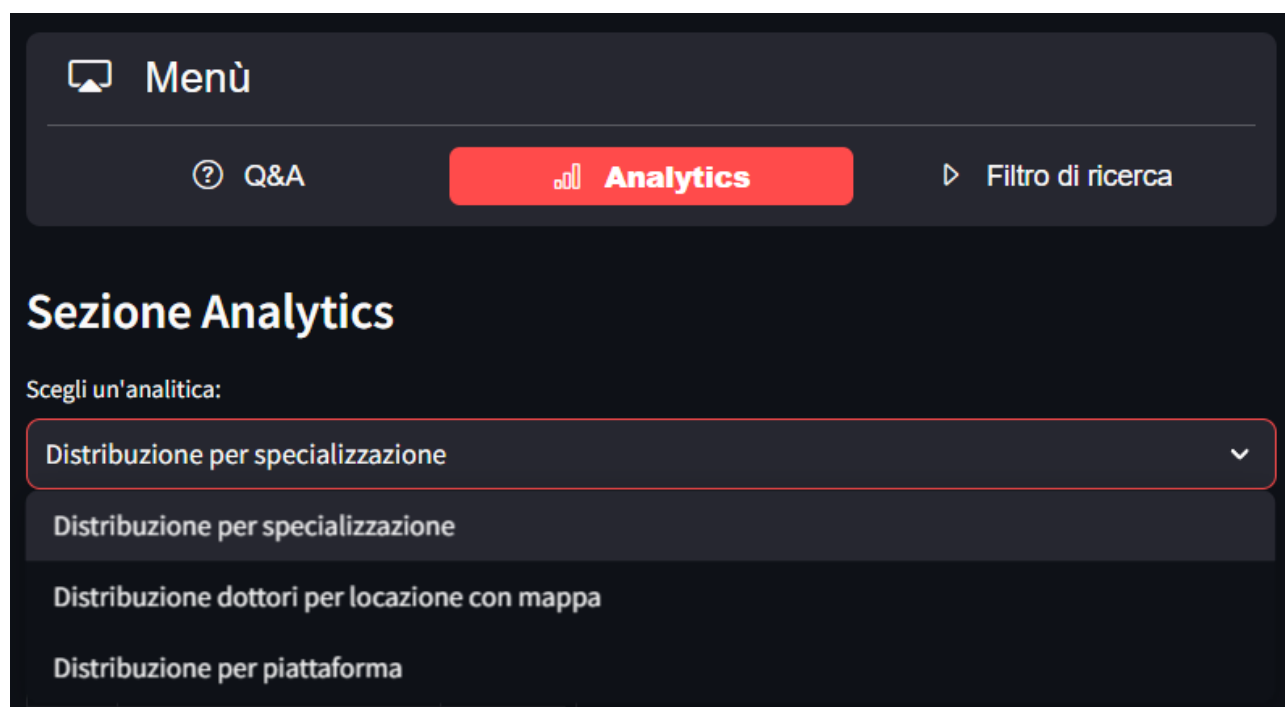 Menù
Q&A Analytics Filtro di ricerca
Sezione Analytics
Scegli un'analitica:
Distribuzione per specializzazione
Distribuzione per specializzazione
Distribuzione dottori per locazione con mappa
Distribuzione per piattaforma